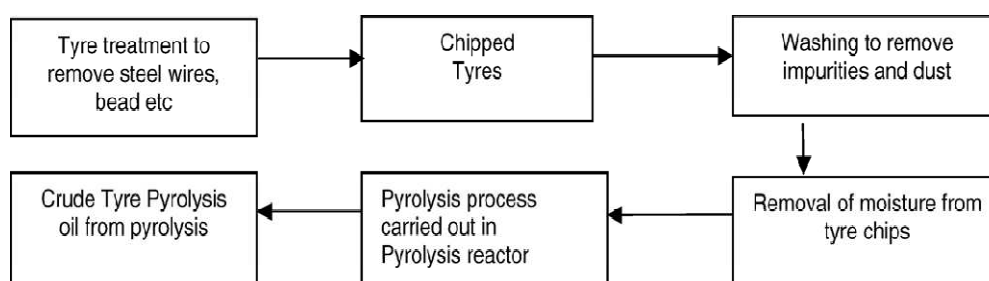 Tyre treatment to
remove steel wires,
bead etc
Chipped
Tyres
Washing to remove
impurities and dust
Removal of moisture from
tyre chips
Pyrolysis process
carried out in
Pyrolysis reactor
Crude Tyre Pyrolysis
oil from pyrolysis